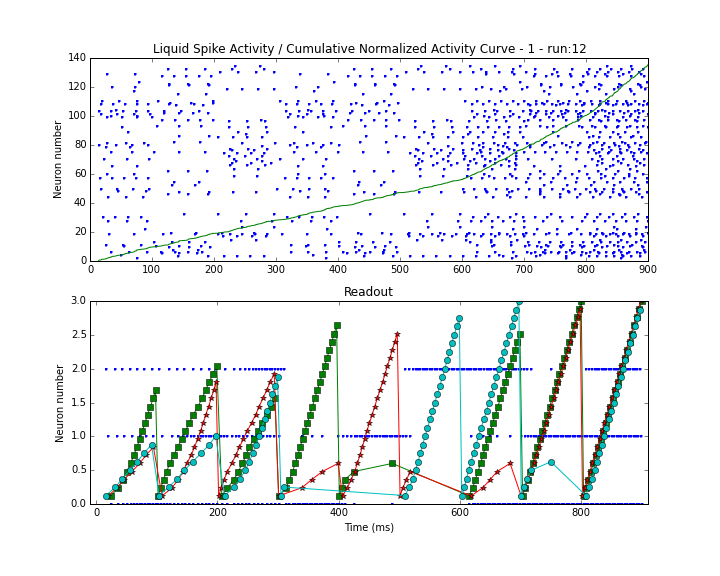 Liquid Spike Activity / Cumulative Normalized Activity Curve - 1 - run:12
140
120
100
80
60
40
20
0
Neuron number
0 100 200 300 400 500 600 700 800 900
Readout
3.0
2.5
2.0
1.5
1.0
0.5
0.0
Neuron number
0 200 400 600 800
Time (ms)